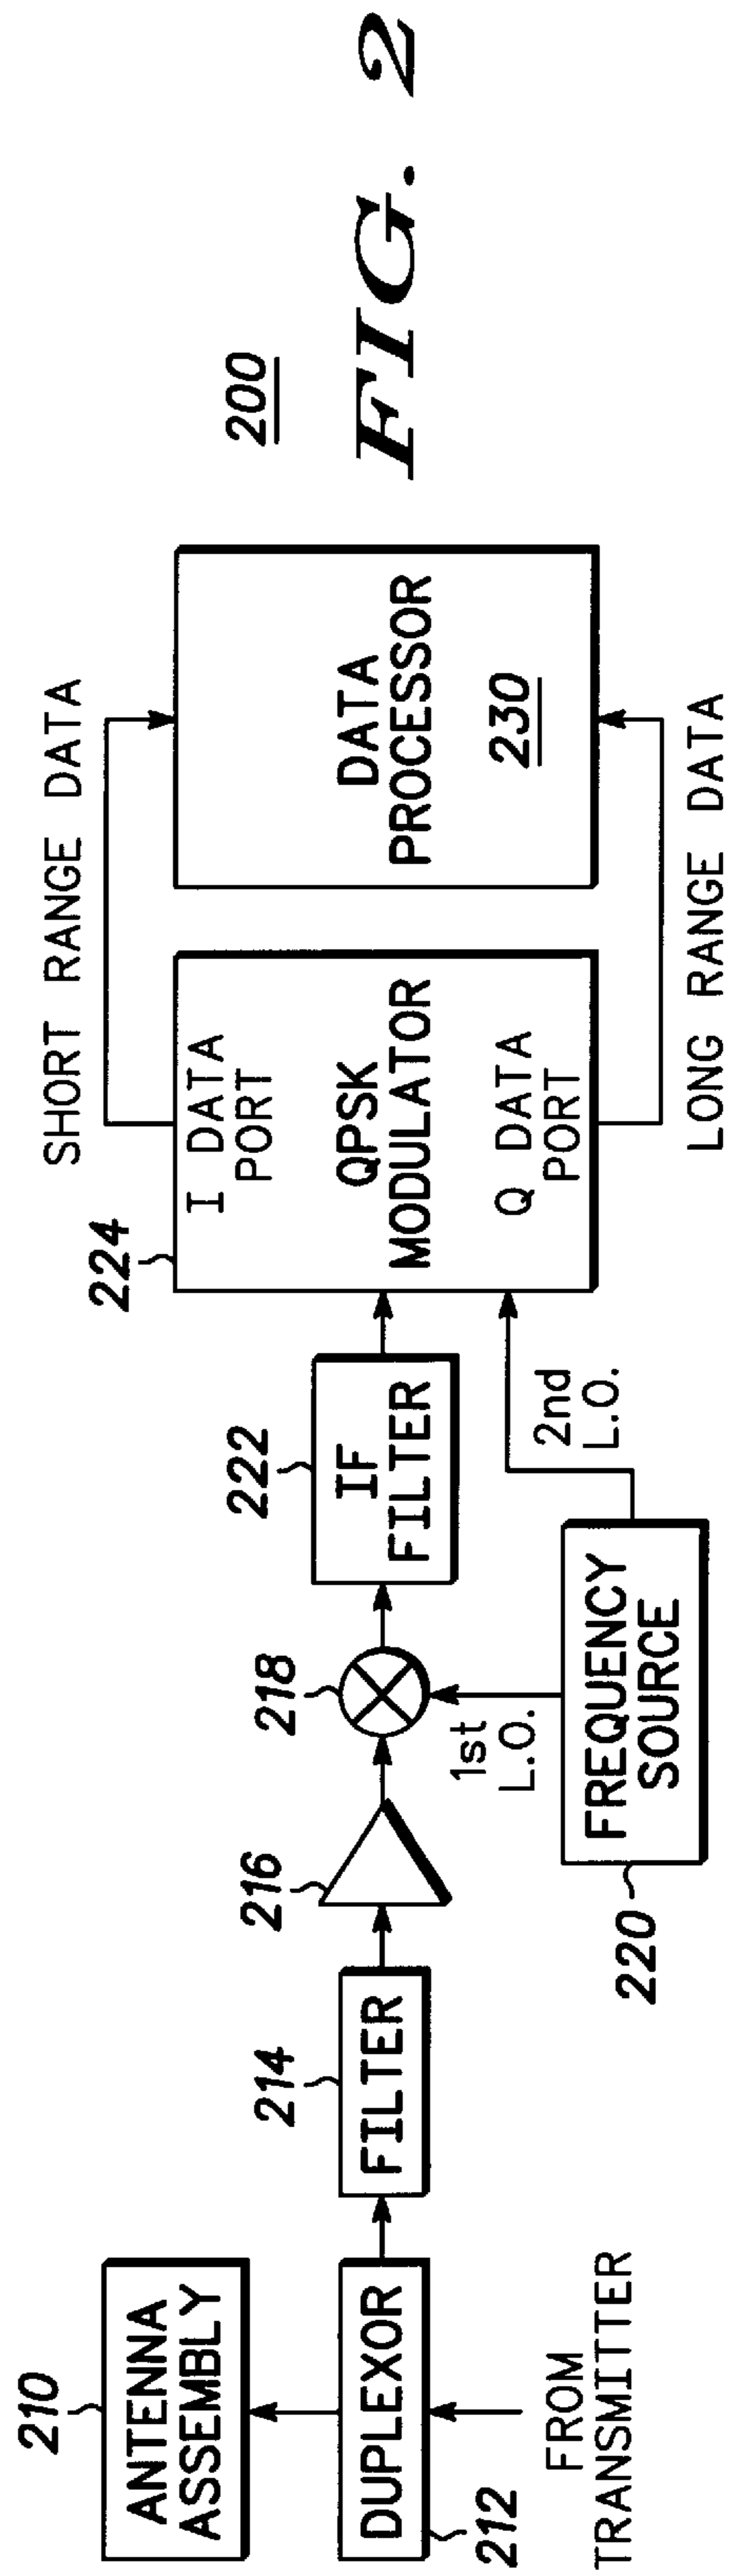 210
ANTENNA
ASSEMBLY
DUPLEXOR
212
FROM
TRANSMITTER
214
FILTER
216
218
1st
L.O.
FREQUENCY
SOURCE
220
222
IF
FILTER
2nd
L.O.
224
I DATA
PORT
QPSK
MODULATOR
Q DATA
PORT
SHORT RANGE DATA
LONG RANGE DATA
DATA
PROCESSOR
230
200
FIG. 2